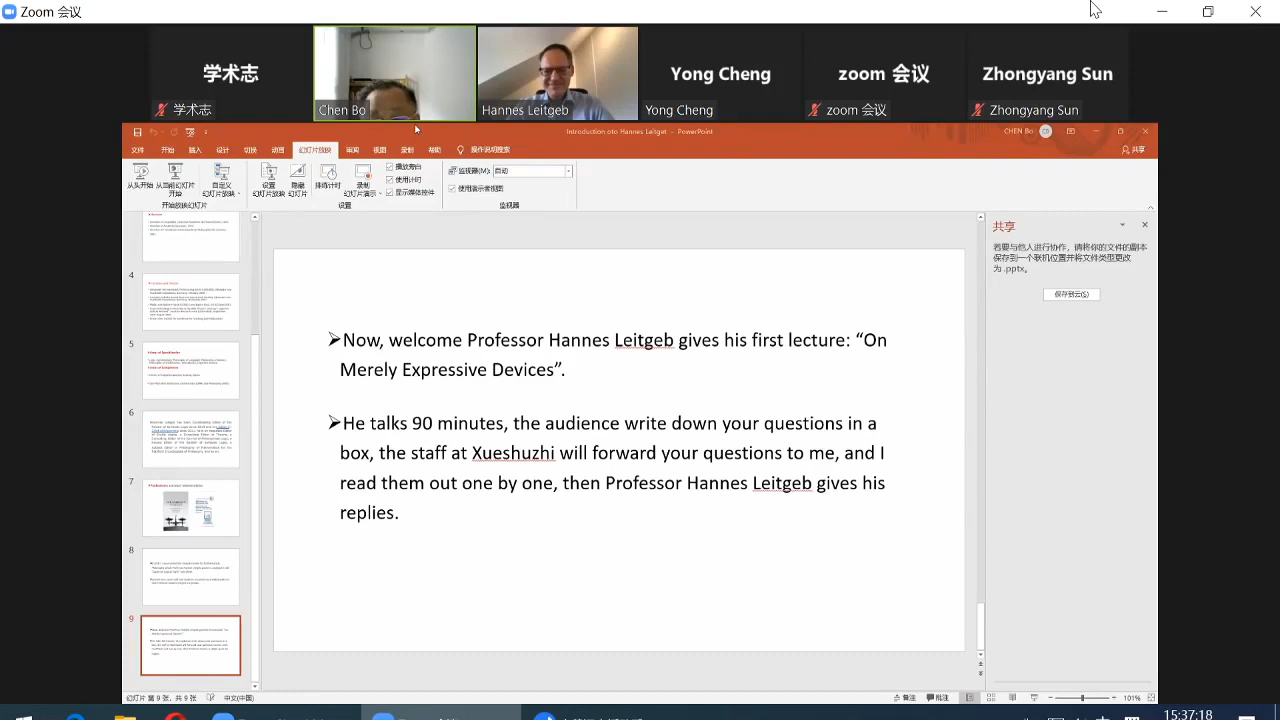 Zoom 会议
学术志
Yong Cheng
zoom 会议
Zhongyang Sun
学术志
Chen Bo
Hannes Leitgeb
Yong Cheng
zoom 会议
Zhongyang Sun
Introduction oto Hannes Leitget - PowerPoint
CHEN Bo
文件 开始 插入 设计 切换 动画 幻灯片放映 审阅 视图 录制 帮助 操作说明搜索
共享
从头开始
从当前幻灯片
开始
自定义
幻灯片放映
设置
幻灯片放映
隐藏
幻灯片
排练计时
录制
幻灯片演示
播放旁白
使用计时
显示媒体控件
监视器(M):
自动
使用演示者视图
开始放映幻灯片
设置
监视器
4
5
6
7
8
9
➢Now, welcome Professor Hannes Leitgeb gives his first lecture: “On
Merely Expressive Devices”.
➢He talks 90 minutes, the audience write down your questions in a
box, the staff at Xueshuzhi will forward your questions to me, and I
read them out one by one, then Professor Hannes Leitgeb gives his
replies.
共享
若要与他人进行协作，请将你的文件的副本
保存到一个联机位置并将文件类型更改
为 .pptx。
保存到云(S)
幻灯片 第 9 张，共 9 张
中文(中国)
备注
批注
101%
15:37:18